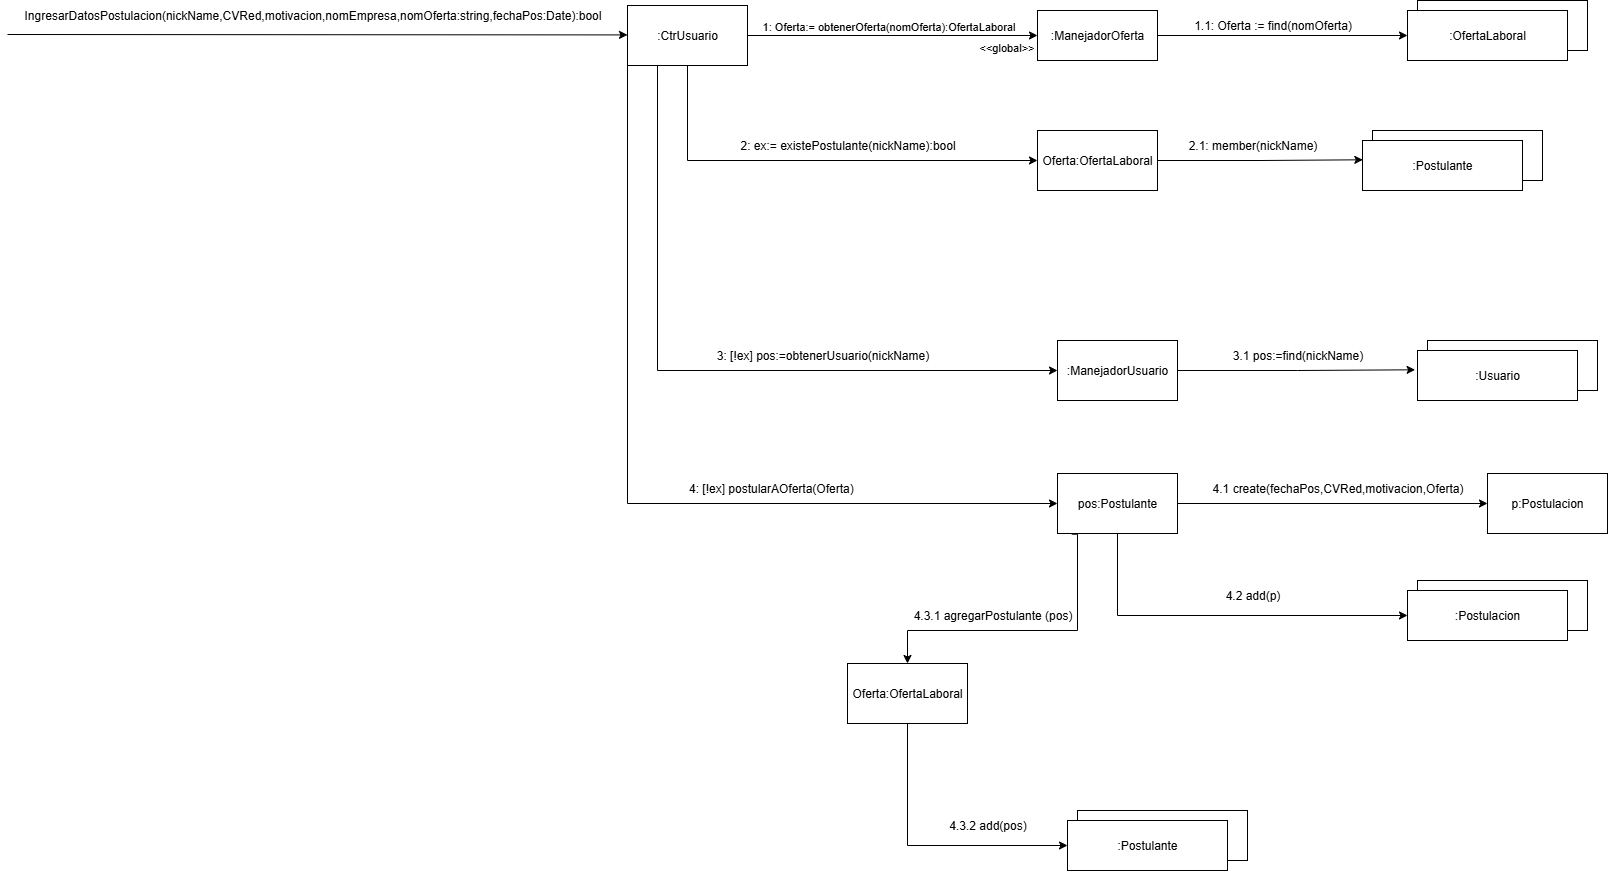 IngresarDatosPostulacion(nickName,CVRed,motivacion,nomEmpresa,nomOferta:string,fechaPos:Date):bool
:CtrUsuario
1: Oferta:= obtenerOferta(nomOferta):OfertaLaboral
<<global>>
:ManejadorOferta
1.1: Oferta := find(nomOferta)
:OfertaLaboral
2: ex:= existePostulante(nickName):bool
Oferta:OfertaLaboral
2.1: member(nickName)
:Postulante
3: [!ex] pos:=obtenerUsuario(nickName)
:ManejadorUsuario
3.1 pos:=find(nickName)
:Usuario
4: [!ex] postularAOferta(Oferta)
pos:Postulante
4.1 create(fechaPos,CVRed,motivacion,Oferta)
p:Postulacion
4.2 add(p)
:Postulacion
4.3.1 agregarPostulante (pos)
Oferta:OfertaLaboral
4.3.2 add(pos)
:Postulante